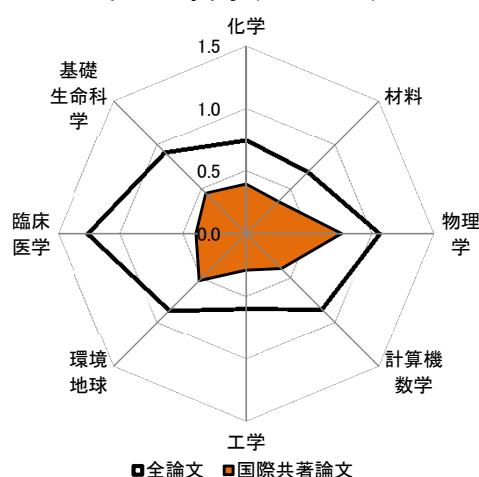 化学
1.5
基礎
生命科
学
材料
1.0
0.5
臨床
医学
0.0
物理
学
環境
地球
計算機
数学
工学
全論文 国際共著論文